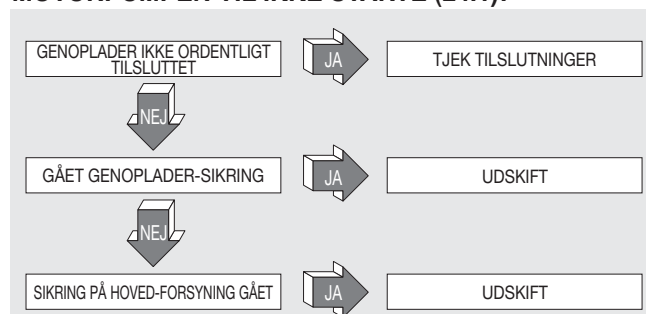 GENOPLADER IKKE ORDENTLIGT
TILSLUTTET
JA
TJEK TILSLUTNINGER
NEJ
GÅET GENOPLADER-SIKRING
JA
UDSKIFT
NEJ
SIKRING PÅ HOVED-FORSYNING GÅET
JA
UDSKIFT